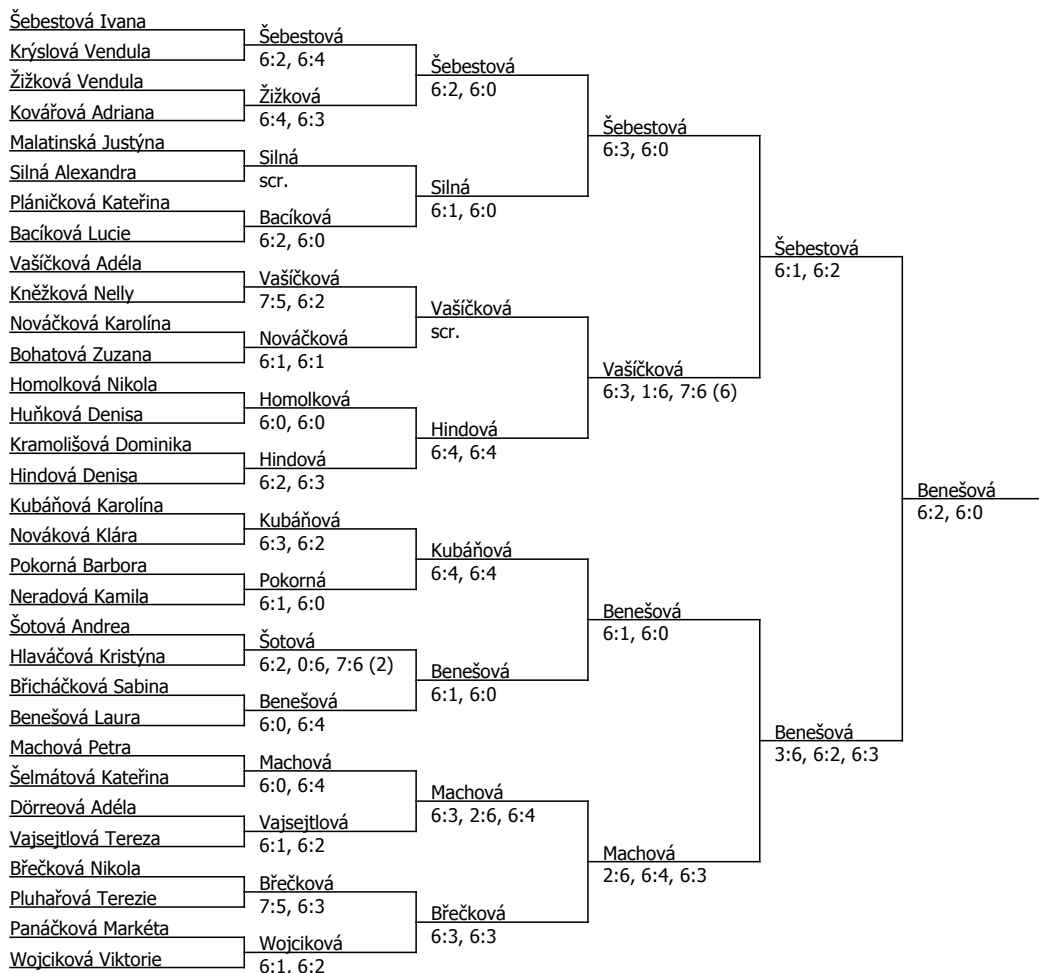 Šebestová Ivana
Krýslová Vendula
Žižková Vendula
Kovářová Adriana
Malatinská Justýna
Silná Alexandra
Pláničková Kateřina
Bacíková Lucie
Vašíčková Adéla
Kněžková Nelly
Nováčková Karolína
Bohatová Zuzana
Homolková Nikola
Huňková Denisa
Kramolišová Dominika
Hindová Denisa
Kubáňová Karolína
Nováková Klára
Pokorná Barbora
Neradová Kamila
Šotová Andrea
Hlaváčová Kristýna
Břicháčková Sabina
Benešová Laura
Machová Petra
Šelmátová Kateřina
Dörreová Adéla
Vajsejtlová Tereza
Břečková Nikola
Pluhařová Terezie
Panáčková Markéta
Wojciková Viktorie
Šebestová
6:2, 6:4
Žižková
6:4, 6:3
Silná
scr.
Bacíková
6:2, 6:0
Vašíčková
7:5, 6:2
Nováčková
6:1, 6:1
Homolková
6:0, 6:0
Hindová
6:2, 6:3
Kubáňová
6:3, 6:2
Pokorná
6:1, 6:0
Šotová
6:2, 0:6, 7:6 (2)
Benešová
6:0, 6:4
Machová
6:0, 6:4
Vajsejtlová
6:1, 6:2
Břečková
7:5, 6:3
Wojciková
6:1, 6:2
Šebestová
6:2, 6:0
Silná
6:1, 6:0
Vašíčková
scr.
Hindová
6:4, 6:4
Kubáňová
6:4, 6:4
Benešová
6:1, 6:0
Machová
6:3, 2:6, 6:4
Břečková
6:3, 6:3
Šebestová
6:3, 6:0
Vašíčková
6:3, 1:6, 7:6 (6)
Benešová
6:1, 6:0
Machová
2:6, 6:4, 6:3
Šebestová
6:1, 6:2
Benešová
3:6, 6:2, 6:3
Benešová
6:2, 6:0